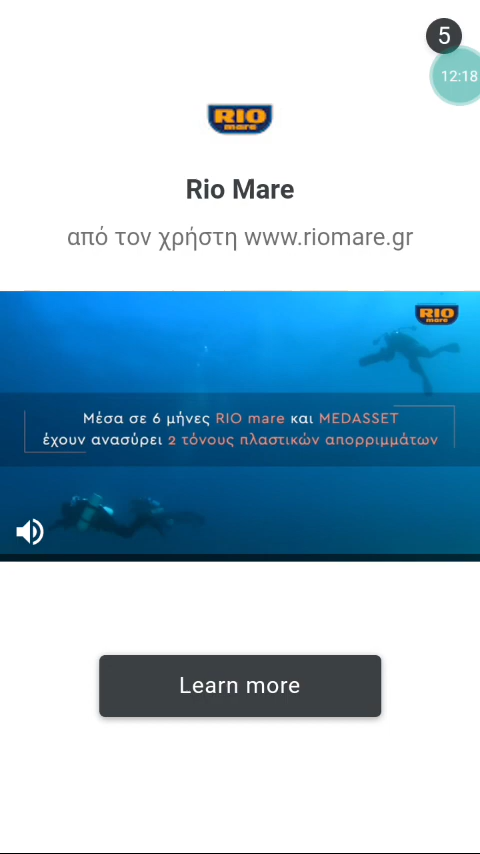 5
12:18
RIO
mare
Rio Mare
από τον χρήστη www.riomare.gr
RIO
mare
Μέσα σε 6 μήνες RIO mare και MEDASSET
έχουν ανασύρει 2 τόνους πλαστικών απορριμμάτων
Learn more